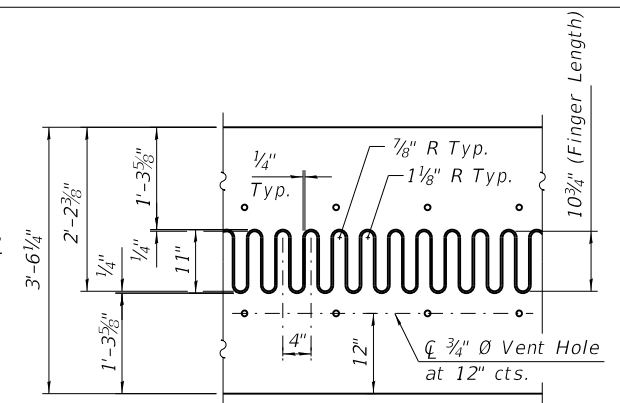 10¾" (Finger Length)
⅞" R Typ.
1⅛" R Typ.
¼"
Typ.
3'-6¼"
2'-2⅜"
1'-3⅝"
¼"
11"
¼"
1'-3⅝"
4"
12"
℄ ¾" Ø Vent Hole
at 12" cts.